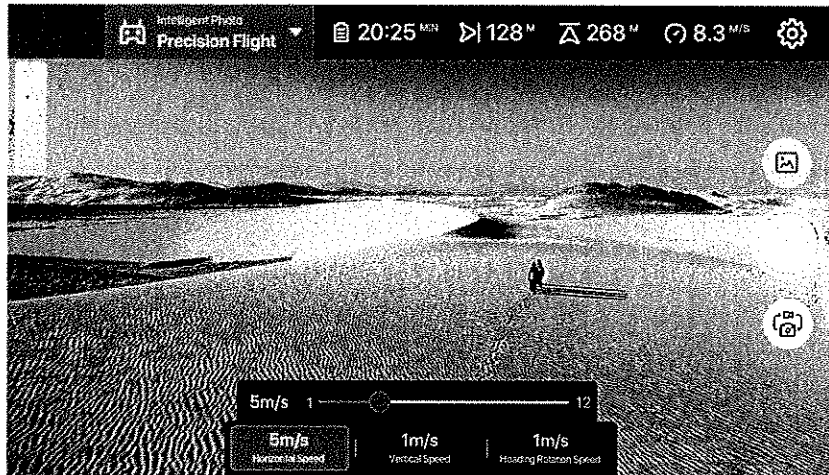 Intelligent Photo
Precision Flight
20:25 MIN
128 M
268 M
8.3 M/S
5m/s 1 12
5m/s 1m/s 1m/s
Horizontal Speed Vertical Speed Heading Rotation Speed